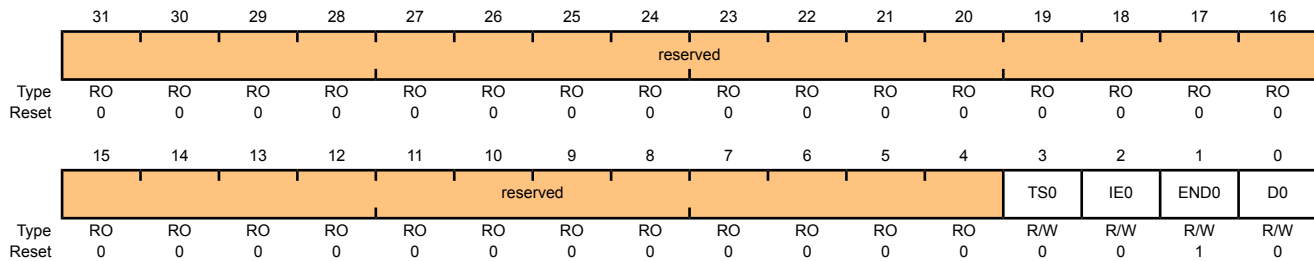 31 30 29 28 27 26 25 24 23 22 21 20 19 18 17 16
reserved
Type RO RO RO RO RO RO RO RO RO RO RO RO RO RO RO RO
Reset 0 0 0 0 0 0 0 0 0 0 0 0 0 0 0 0
15 14 13 12 11 10 9 8 7 6 5 4 3 2 1 0
reserved TS0 IE0 END0 D0
Type RO RO RO RO RO RO RO RO RO RO RO RO R/W R/W R/W R/W
Reset 0 0 0 0 0 0 0 0 0 0 0 0 0 0 1 0